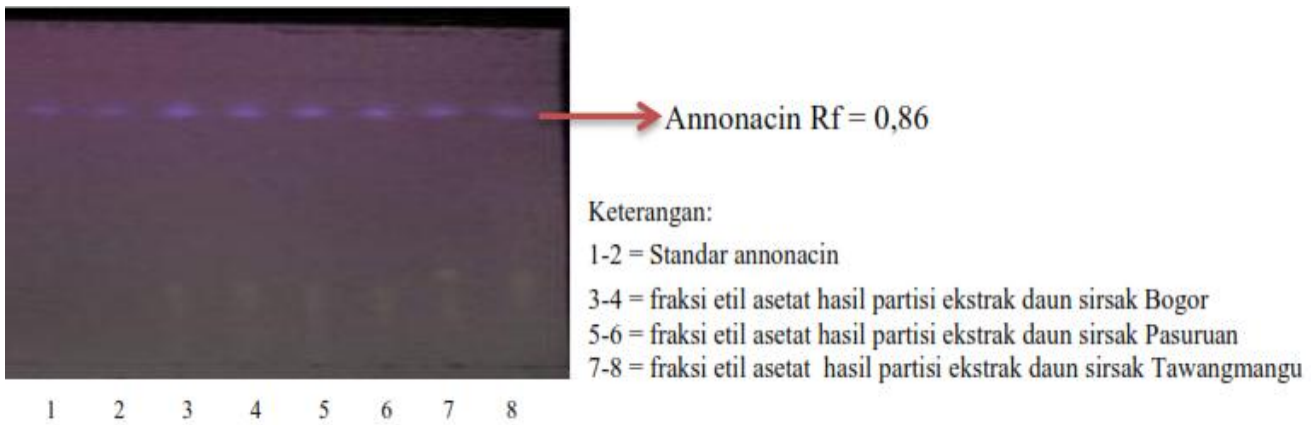 Annonacin Rf = 0,86
Keterangan:
1-2 = Standar annonacin
3-4 = fraksi etil asetat hasil partisi ekstrak daun sirsak Bogor
5-6 = fraksi etil asetat hasil partisi ekstrak daun sirsak Pasuruan
7-8 = fraksi etil asetat hasil partisi ekstrak daun sirsak Tawangmangu
1 2 3 4 5 6 7 8